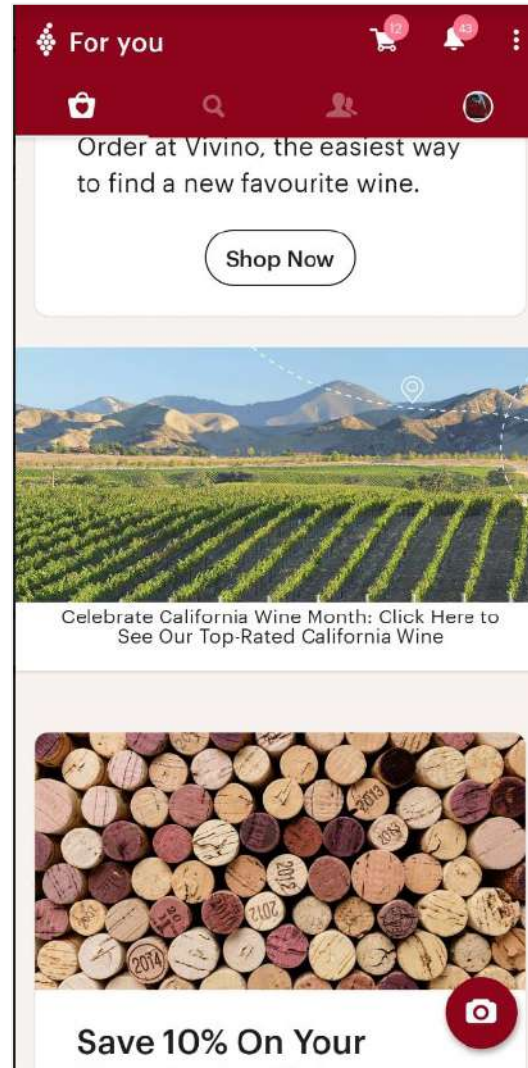 For you
12
43
Order at Vivino, the easiest way
to find a new favourite wine.
Shop Now
Celebrate California Wine Month: Click Here to
See Our Top-Rated California Wine
2013
2012
2012
2014
Save 10% On Your